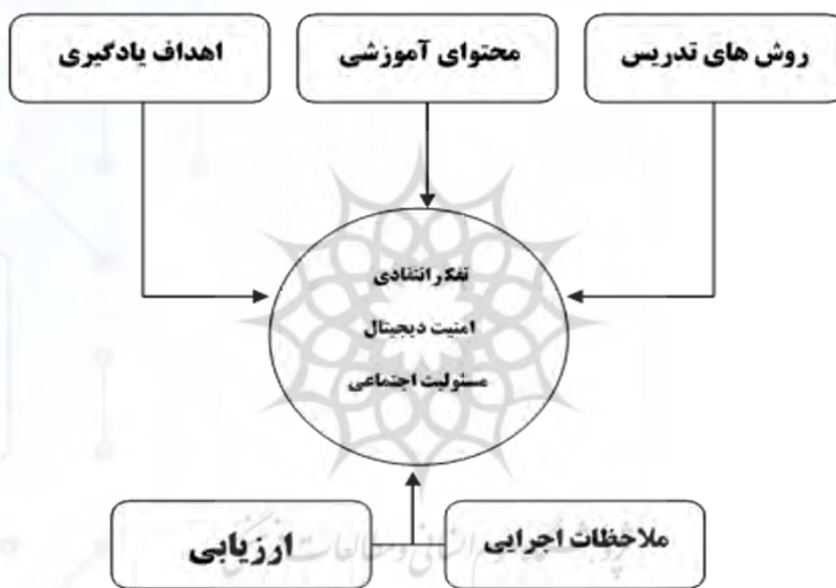 روش های تدریس
محتوای آموزشی
اهداف یادگیری
تفکر انتقادی
امنیت دیجیتال
مسئولیت اجتماعی
ملاحظات اجرایی
ارزیابی